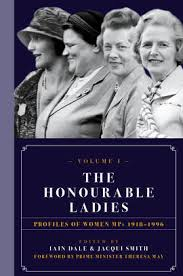 VOLUME I
THE
HONOURABLE
LADIES
PROFILES OF WOMEN MPs: 1918–1996
EDITED BY
IAIN DALE & JACQUI SMITH
FOREWORD BY PRIME MINISTER THERESA MAY